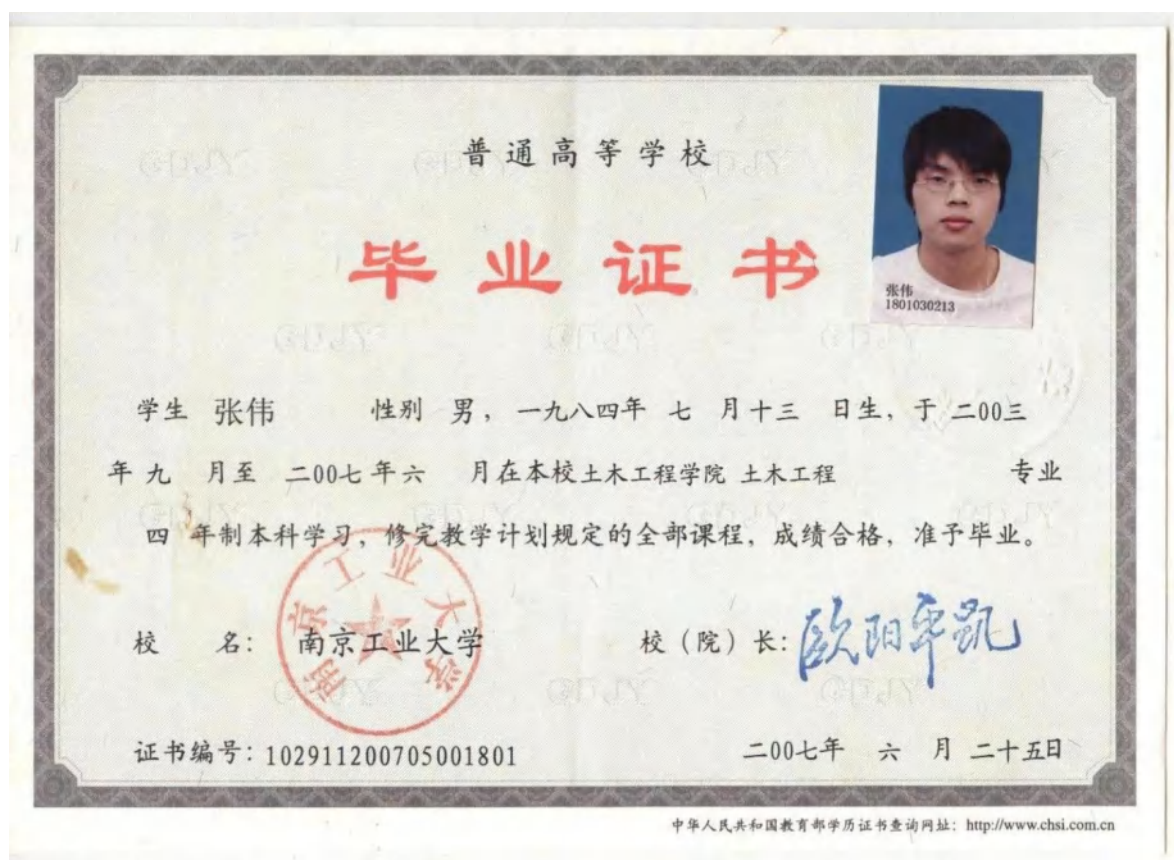 普通高等学校
毕业证书
张伟
1801030213
学生 张伟 性别 男，一九八四年 七 月十三 日生，于 二00三
年 九 月至 二00七 年 六 月在本校土木工程学院 土木工程 专业
四 年制本科学习，修完教学计划规定的全部课程，成绩合格，准予毕业。
南京工业大学
校 名： 南京工业大学
校（院）长：欧阳平凯
证书编号：102911200705001801
二00七年 六 月 二十五日
中华人民共和国教育部学历证书查询网址：http://www.chsi.com.cn